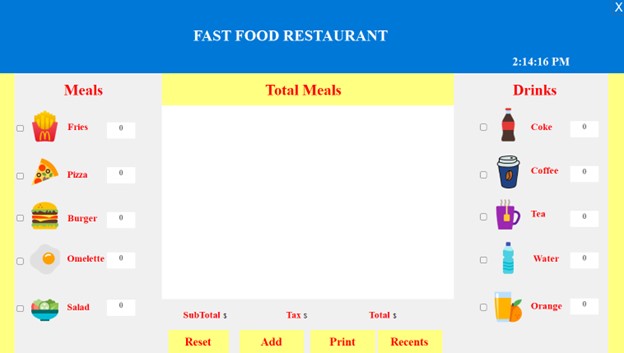 X
FAST FOOD RESTAURANT
2:14:16 PM
Meals
Total Meals
Drinks
Fries 0
Coke 0
Pizza 0
Coffee 0
Burger 0
Tea 0
Omelette 0
Water 0
Salad 0
Orange 0
SubTotal $ Tax $ Total $
Reset Add Print Recents